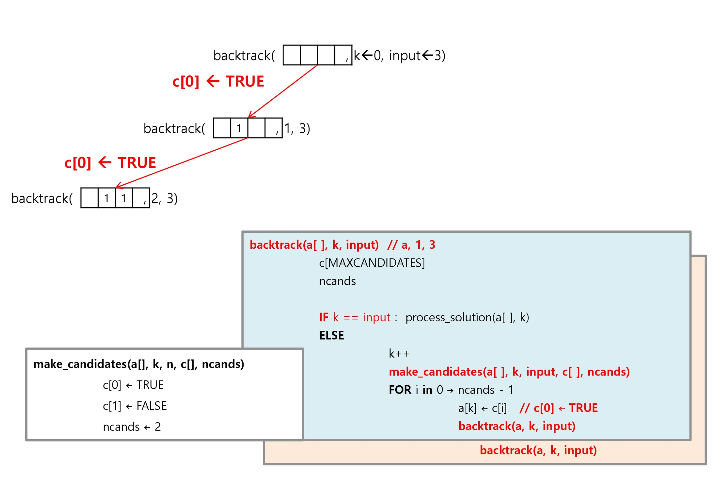 backtrack( , k←0, input←3)
c[0] ← TRUE
backtrack( 1 , 1, 3)
c[0] ← TRUE
backtrack( 1 1 , 2, 3)
backtrack(a[ ], k, input) // a, 1, 3
c[MAXCANDIDATES]
ncands
IF k == input : process_solution(a[ ], k)
ELSE
k++
make_candidates(a[ ], k, input, c[ ], ncands)
FOR i in 0 → ncands - 1
a[k] ← c[i] // c[0] ← TRUE
backtrack(a, k, input)
backtrack(a, k, input)
make_candidates(a[], k, n, c[], ncands)
c[0] ← TRUE
c[1] ← FALSE
ncands ← 2